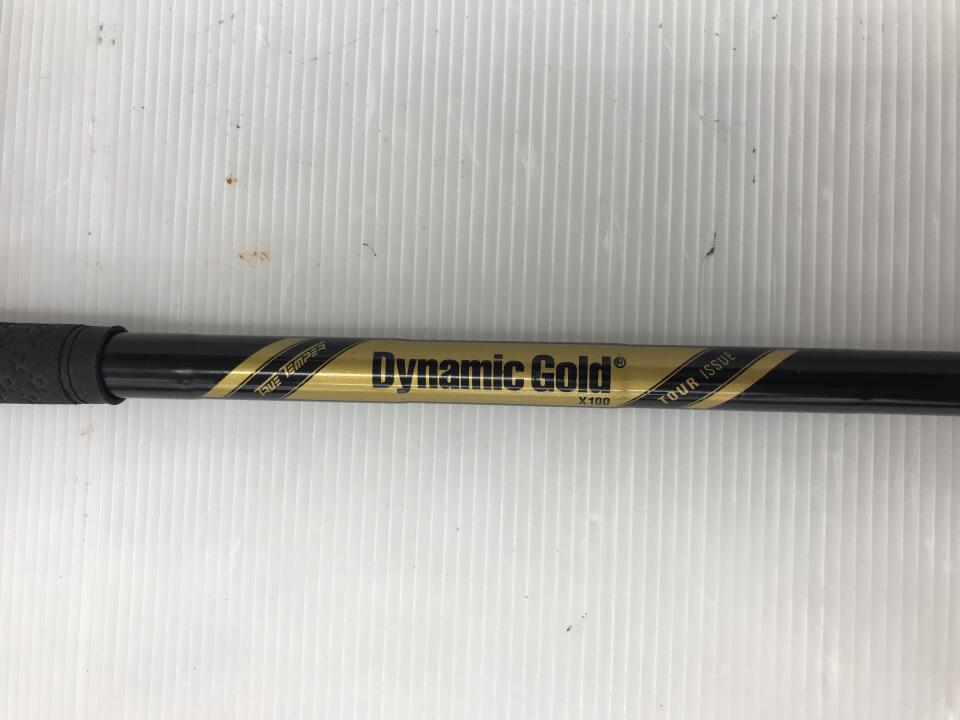 TRUE TEMPER
Dynamic Gold®
X100
TOUR ISSUE